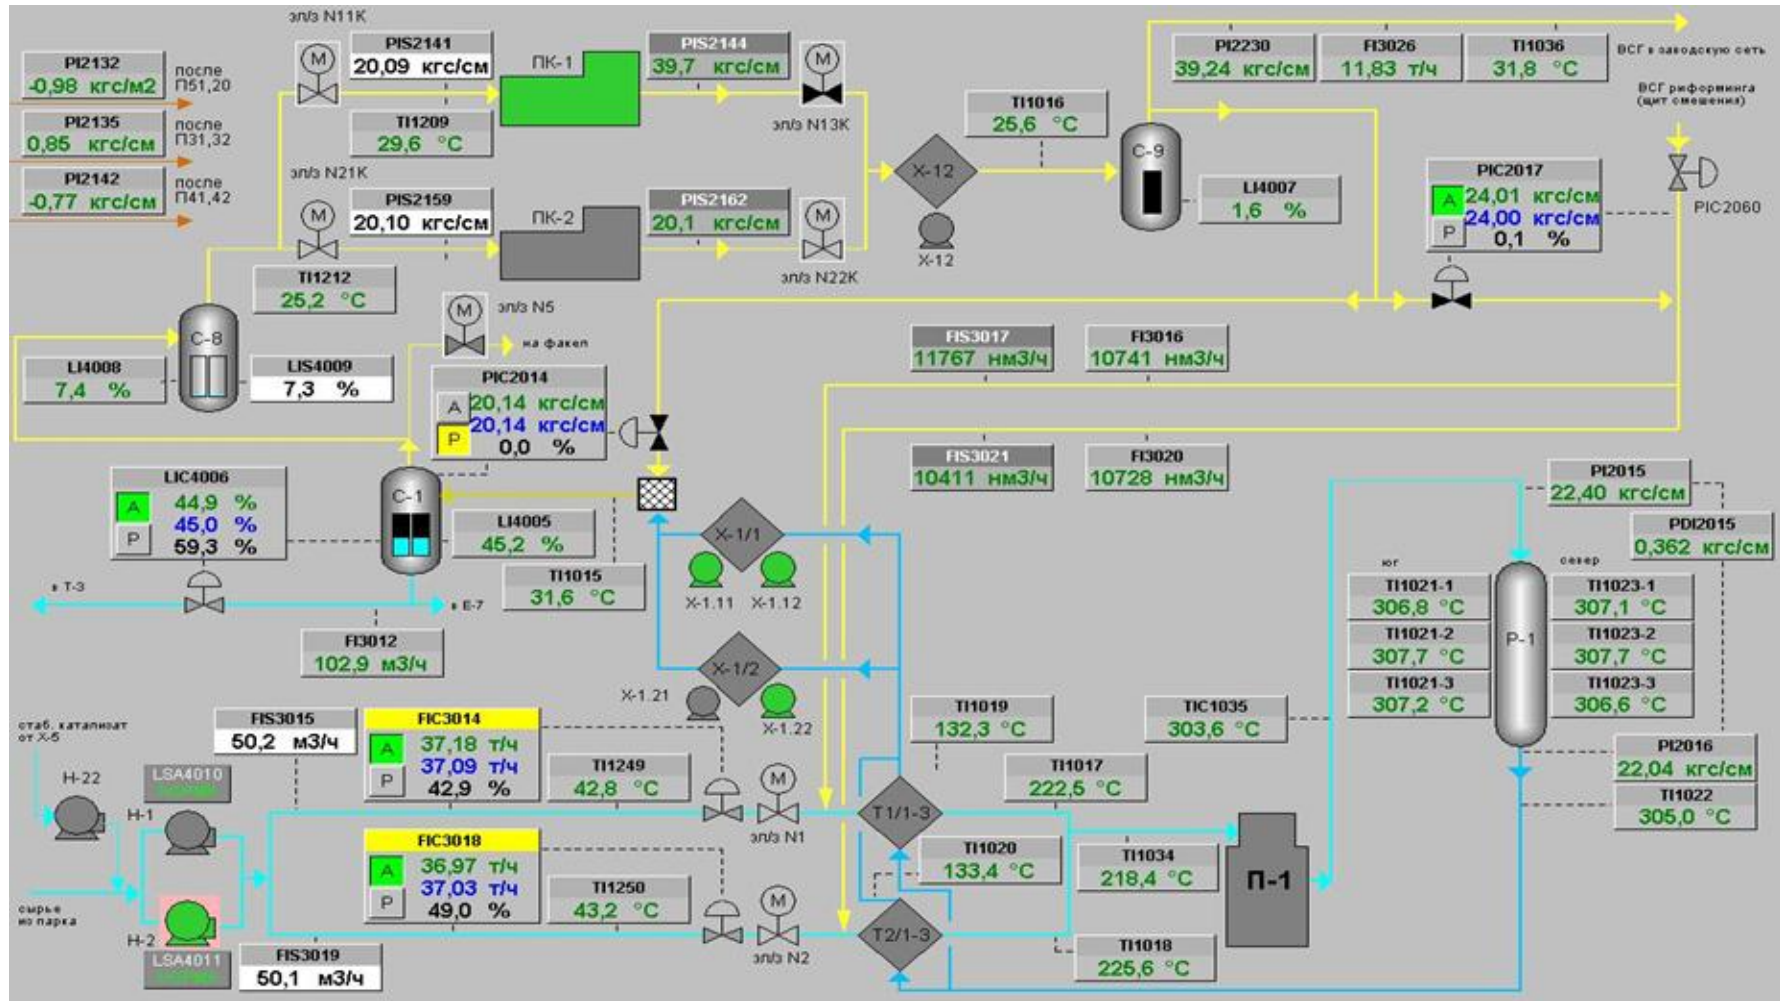 эл/з N11K
PI2132
-0,98 кгс/м2
после
П51,20
PI2135
0,85 кгс/см
после
П31,32
PI2142
-0,77 кгс/см
после
П41,42
M
PIS2141
20,09 кгс/см
ПК-1
PIS2144
39,7 кгс/см
M
эл/з N13K
TI1209
29,6 °C
эл/з N21K
M
PIS2159
20,10 кгс/см
ПК-2
PIS2162
20,1 кгс/см
M
эл/з N22K
X-12
X-12
TI1016
25,6 °C
C-9
LI4007
1,6 %
PI2230
39,24 кгс/см
FI3026
11,83 т/ч
TI1036
31,8 °C
ВСГ в заводскую сеть
ВСГ риформинга
(щит смешения)
PIC2060
PIC2017
A
24,01 кгс/см
24,00 кгс/см
P
0,1 %
TI1212
25,2 °C
C-8
LI4008
7,4 %
LIS4009
7,3 %
M
эл/з N5
на факел
PIC2014
A
20,14 кгс/см
20,14 кгс/см
P
0,0 %
FIS3017
11767 нм3/ч
FI3016
10741 нм3/ч
FIS3021
10411 нм3/ч
FI3020
10728 нм3/ч
LIC4006
A
44,9 %
45,0 %
P
59,3 %
C-1
LI4005
45,2 %
TI1015
31,6 °C
в Т-3
в Е-7
FI3012
102,9 м3/ч
X-1/1
X-1.11
X-1.12
X-1/2
X-1.21
X-1.22
PI2015
22,40 кгс/см
PDI2015
0,362 кгс/см
юг
север
TI1021-1
306,8 °C
TI1023-1
307,1 °C
TI1021-2
307,7 °C
P-1
TI1023-2
307,7 °C
TI1021-3
307,2 °C
TI1023-3
306,6 °C
PI2016
22,04 кгс/см
TI1022
305,0 °C
стаб. катализат
от X-5
H-22
LSA4010
H-1
сырье
из парка
H-2
LSA4011
FIS3015
50,2 м3/ч
FIC3014
A
37,18 т/ч
37,09 т/ч
P
42,9 %
TI1249
42,8 °C
M
эл/з N1
FIC3018
A
36,97 т/ч
37,03 т/ч
P
49,0 %
TI1250
43,2 °C
M
эл/з N2
FIS3019
50,1 м3/ч
TI1019
132,3 °C
T1/1-3
TI1017
222,5 °C
TI1020
133,4 °C
T2/1-3
TI1034
218,4 °C
TI1018
225,6 °C
TIC1035
303,6 °C
П-1